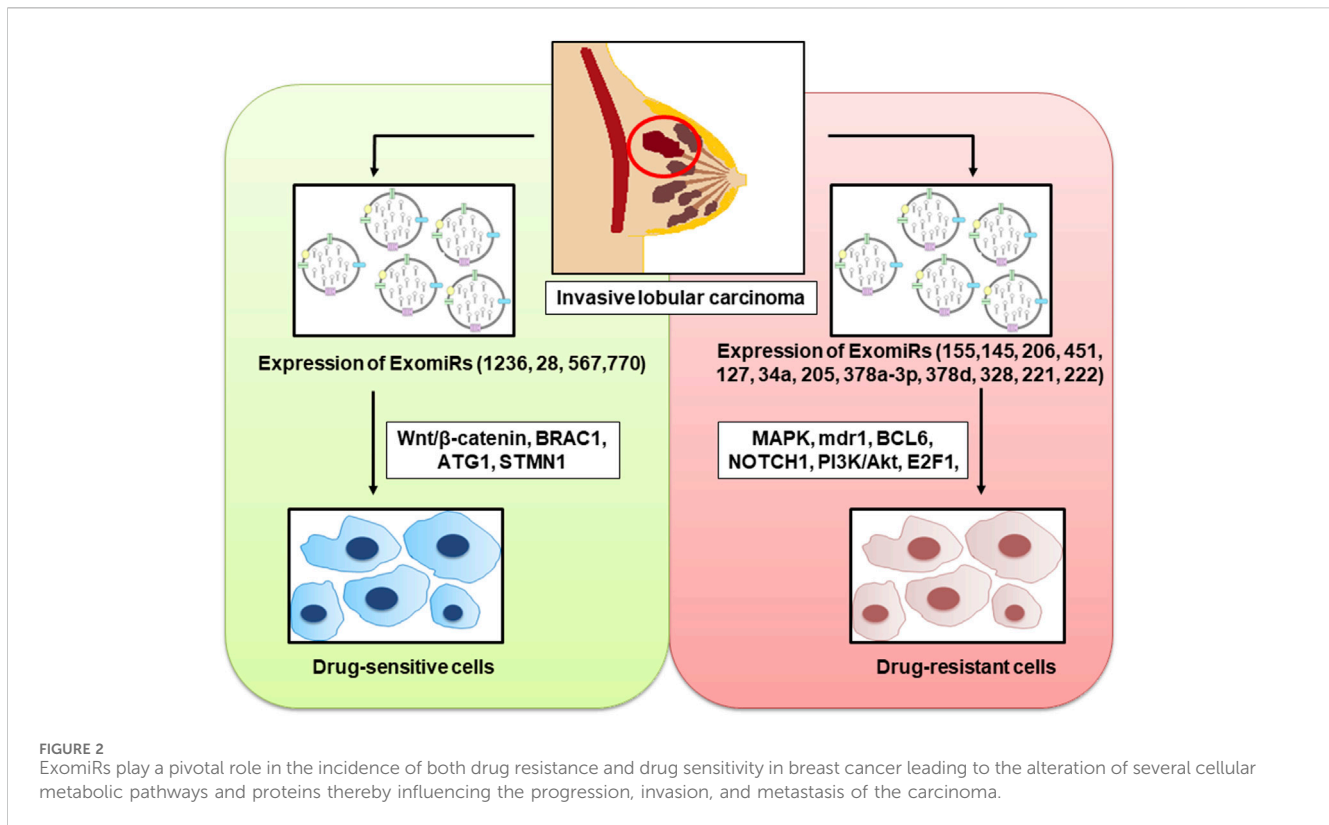 Invasive lobular carcinoma
Expression of ExomiRs (1236, 28, 567,770)
Wnt/β-catenin, BRAC1,
ATG1, STMN1
Drug-sensitive cells
Expression of ExomiRs (155,145, 206, 451,
127, 34a, 205, 378a-3p, 378d, 328, 221, 222)
MAPK, mdr1, BCL6,
NOTCH1, PI3K/Akt, E2F1,
Drug-resistant cells
FIGURE 2
ExomiRs play a pivotal role in the incidence of both drug resistance and drug sensitivity in breast cancer leading to the alteration of several cellular
metabolic pathways and proteins thereby influencing the progression, invasion, and metastasis of the carcinoma.